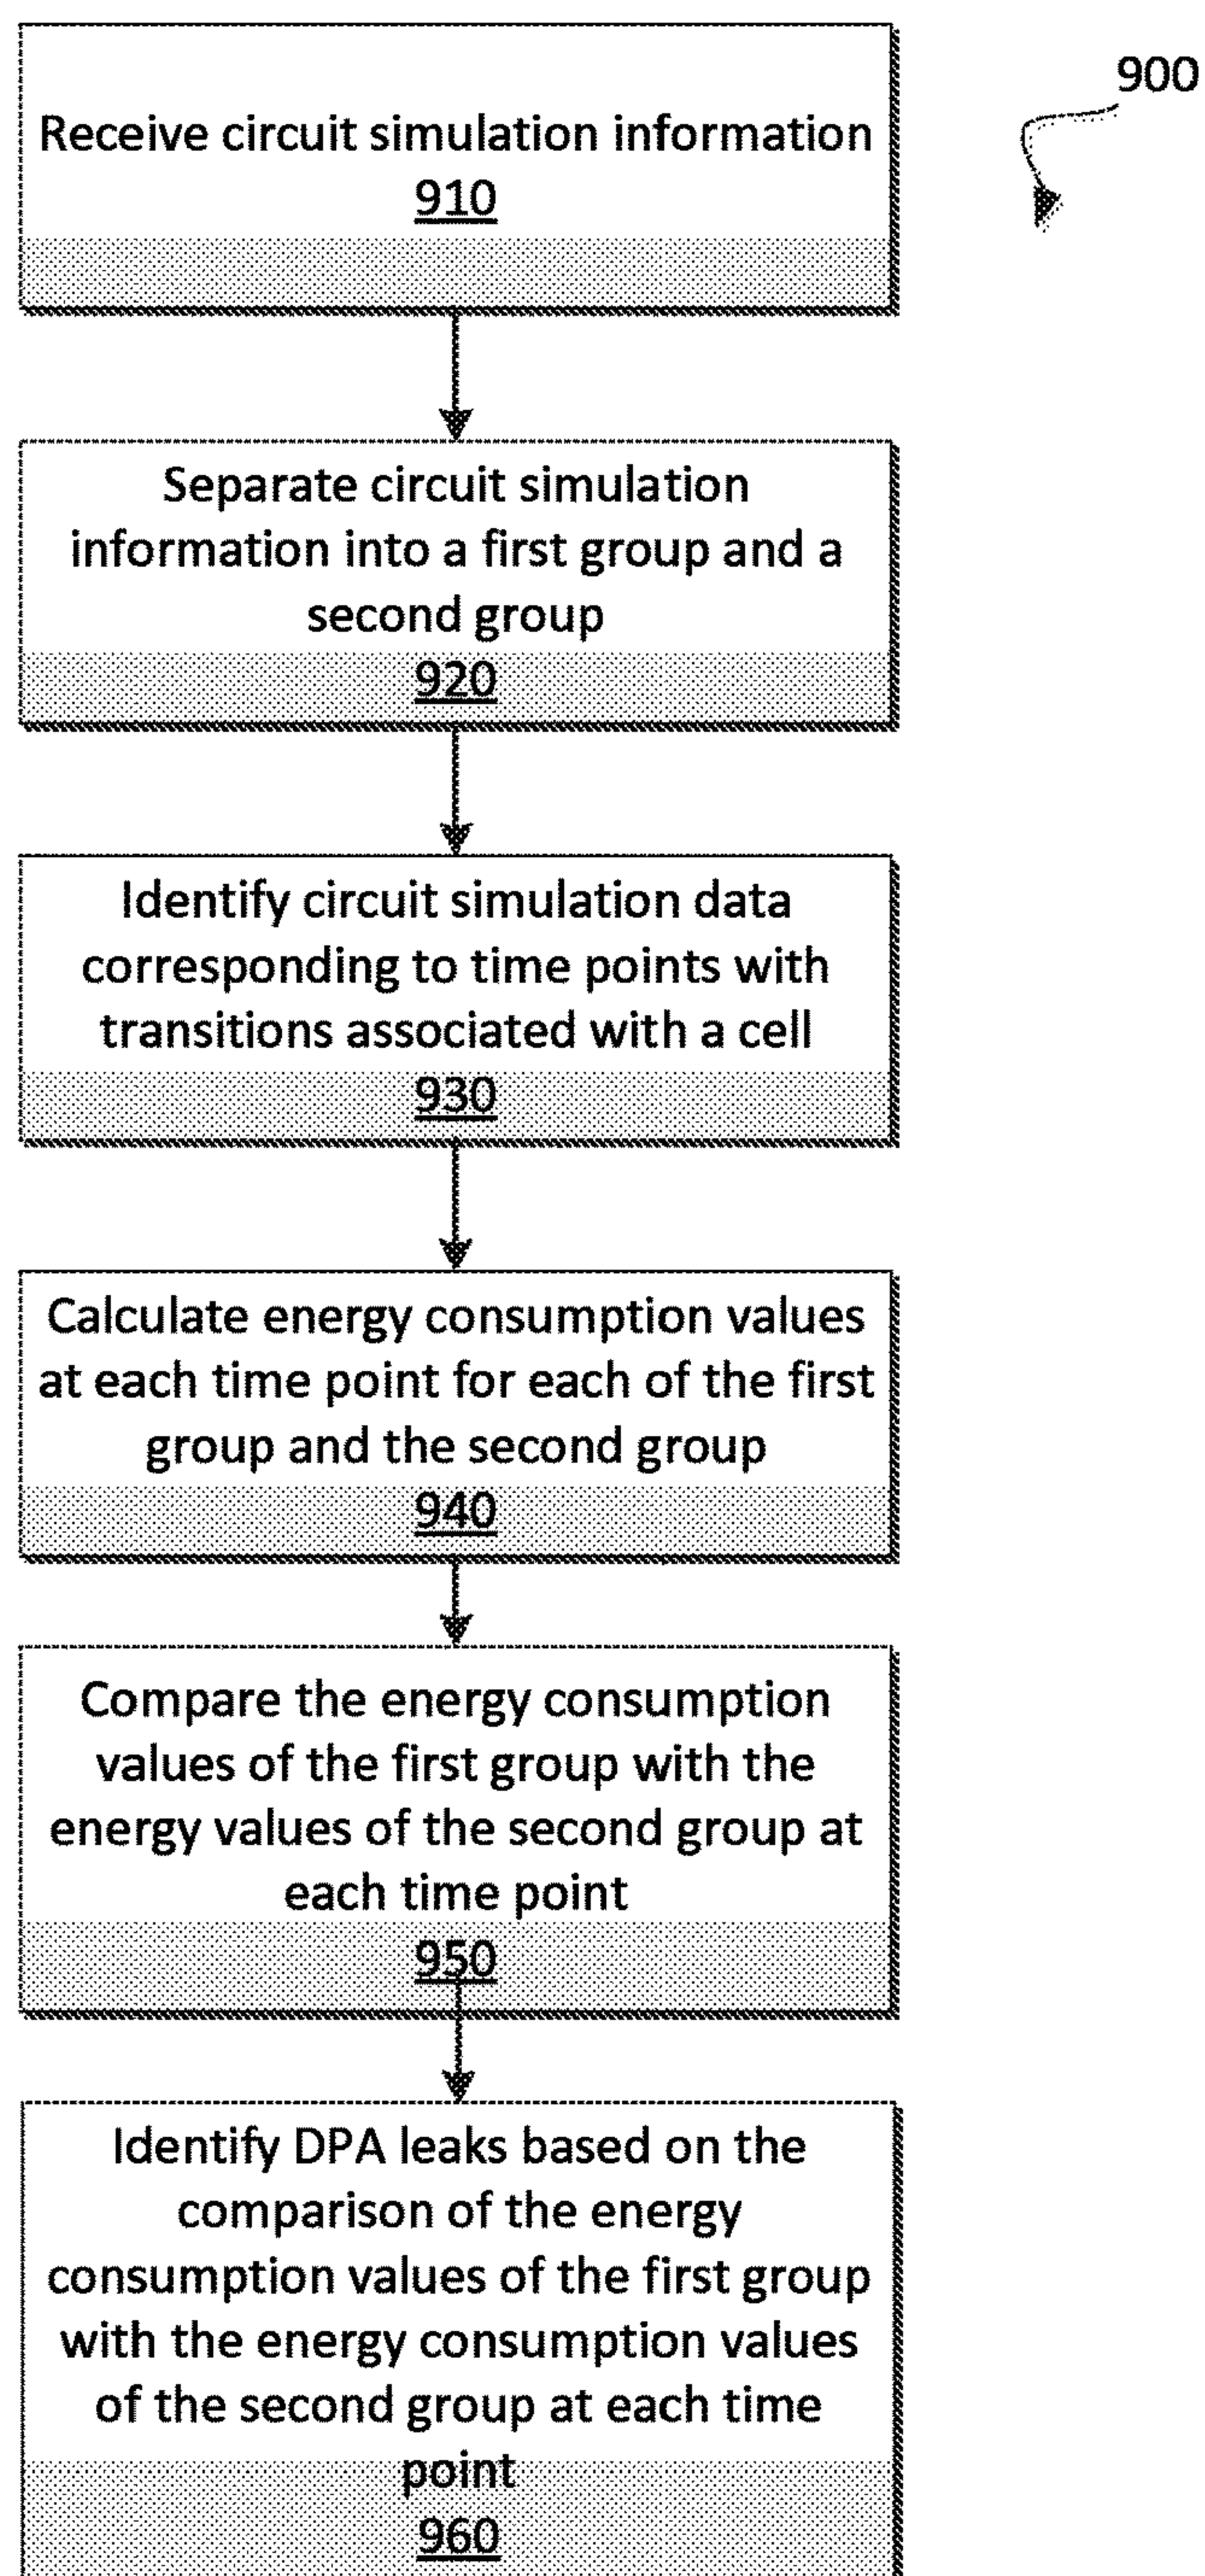 900
Receive circuit simulation information
910
Separate circuit simulation
information into a first group and a
second group
920
Identify circuit simulation data
corresponding to time points with
transitions associated with a cell
930
Calculate energy consumption values
at each time point for each of the first
group and the second group
940
Compare the energy consumption
values of the first group with the
energy values of the second group at
each time point
950
Identify DPA leaks based on the
comparison of the energy
consumption values of the first group
with the energy consumption values
of the second group at each time
point
960